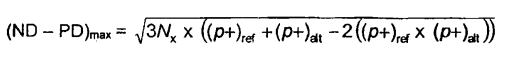 (ND – PD)max = √3Nx x ((p+)ref +(p+)alt – 2((p+)ref x (p+)alt))